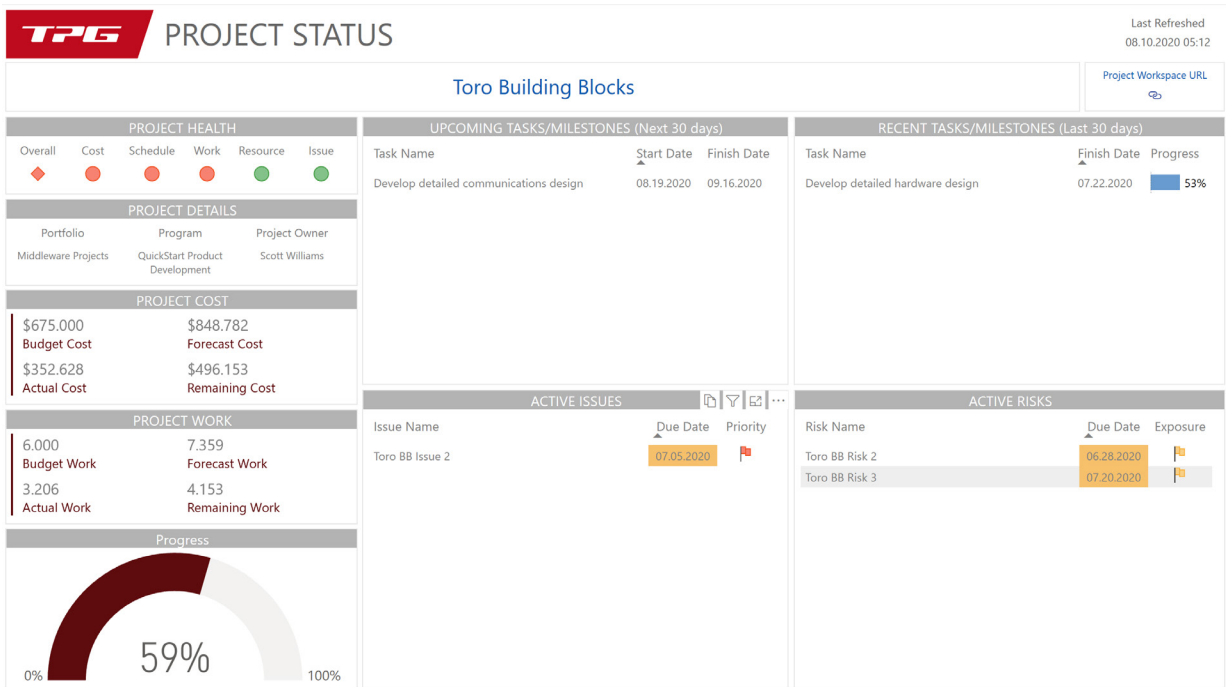 TPG
PROJECT STATUS
Last Refreshed
08.10.2020 05:12
Toro Building Blocks
Project Workspace URL
PROJECT HEALTH
Overall Cost Schedule Work Resource Issue
PROJECT DETAILS
Portfolio Program Project Owner
Middleware Projects QuickStart Product Scott Williams
Development
PROJECT COST
$675.000 $848.782
Budget Cost Forecast Cost
$352.628 $496.153
Actual Cost Remaining Cost
PROJECT WORK
6.000 7.359
Budget Work Forecast Work
3.206 4.153
Actual Work Remaining Work
Progress
59%
0% 100%
UPCOMING TASKS/MILESTONES (Next 30 days)
Task Name Start Date Finish Date
Develop detailed communications design 08.19.2020 09.16.2020
RECENT TASKS/MILESTONES (Last 30 days)
Task Name Finish Date Progress
Develop detailed hardware design 07.22.2020 53%
ACTIVE ISSUES
Issue Name Due Date Priority
Toro BB Issue 2 07.05.2020
ACTIVE RISKS
Risk Name Due Date Exposure
Toro BB Risk 2 06.28.2020
Toro BB Risk 3 07.20.2020